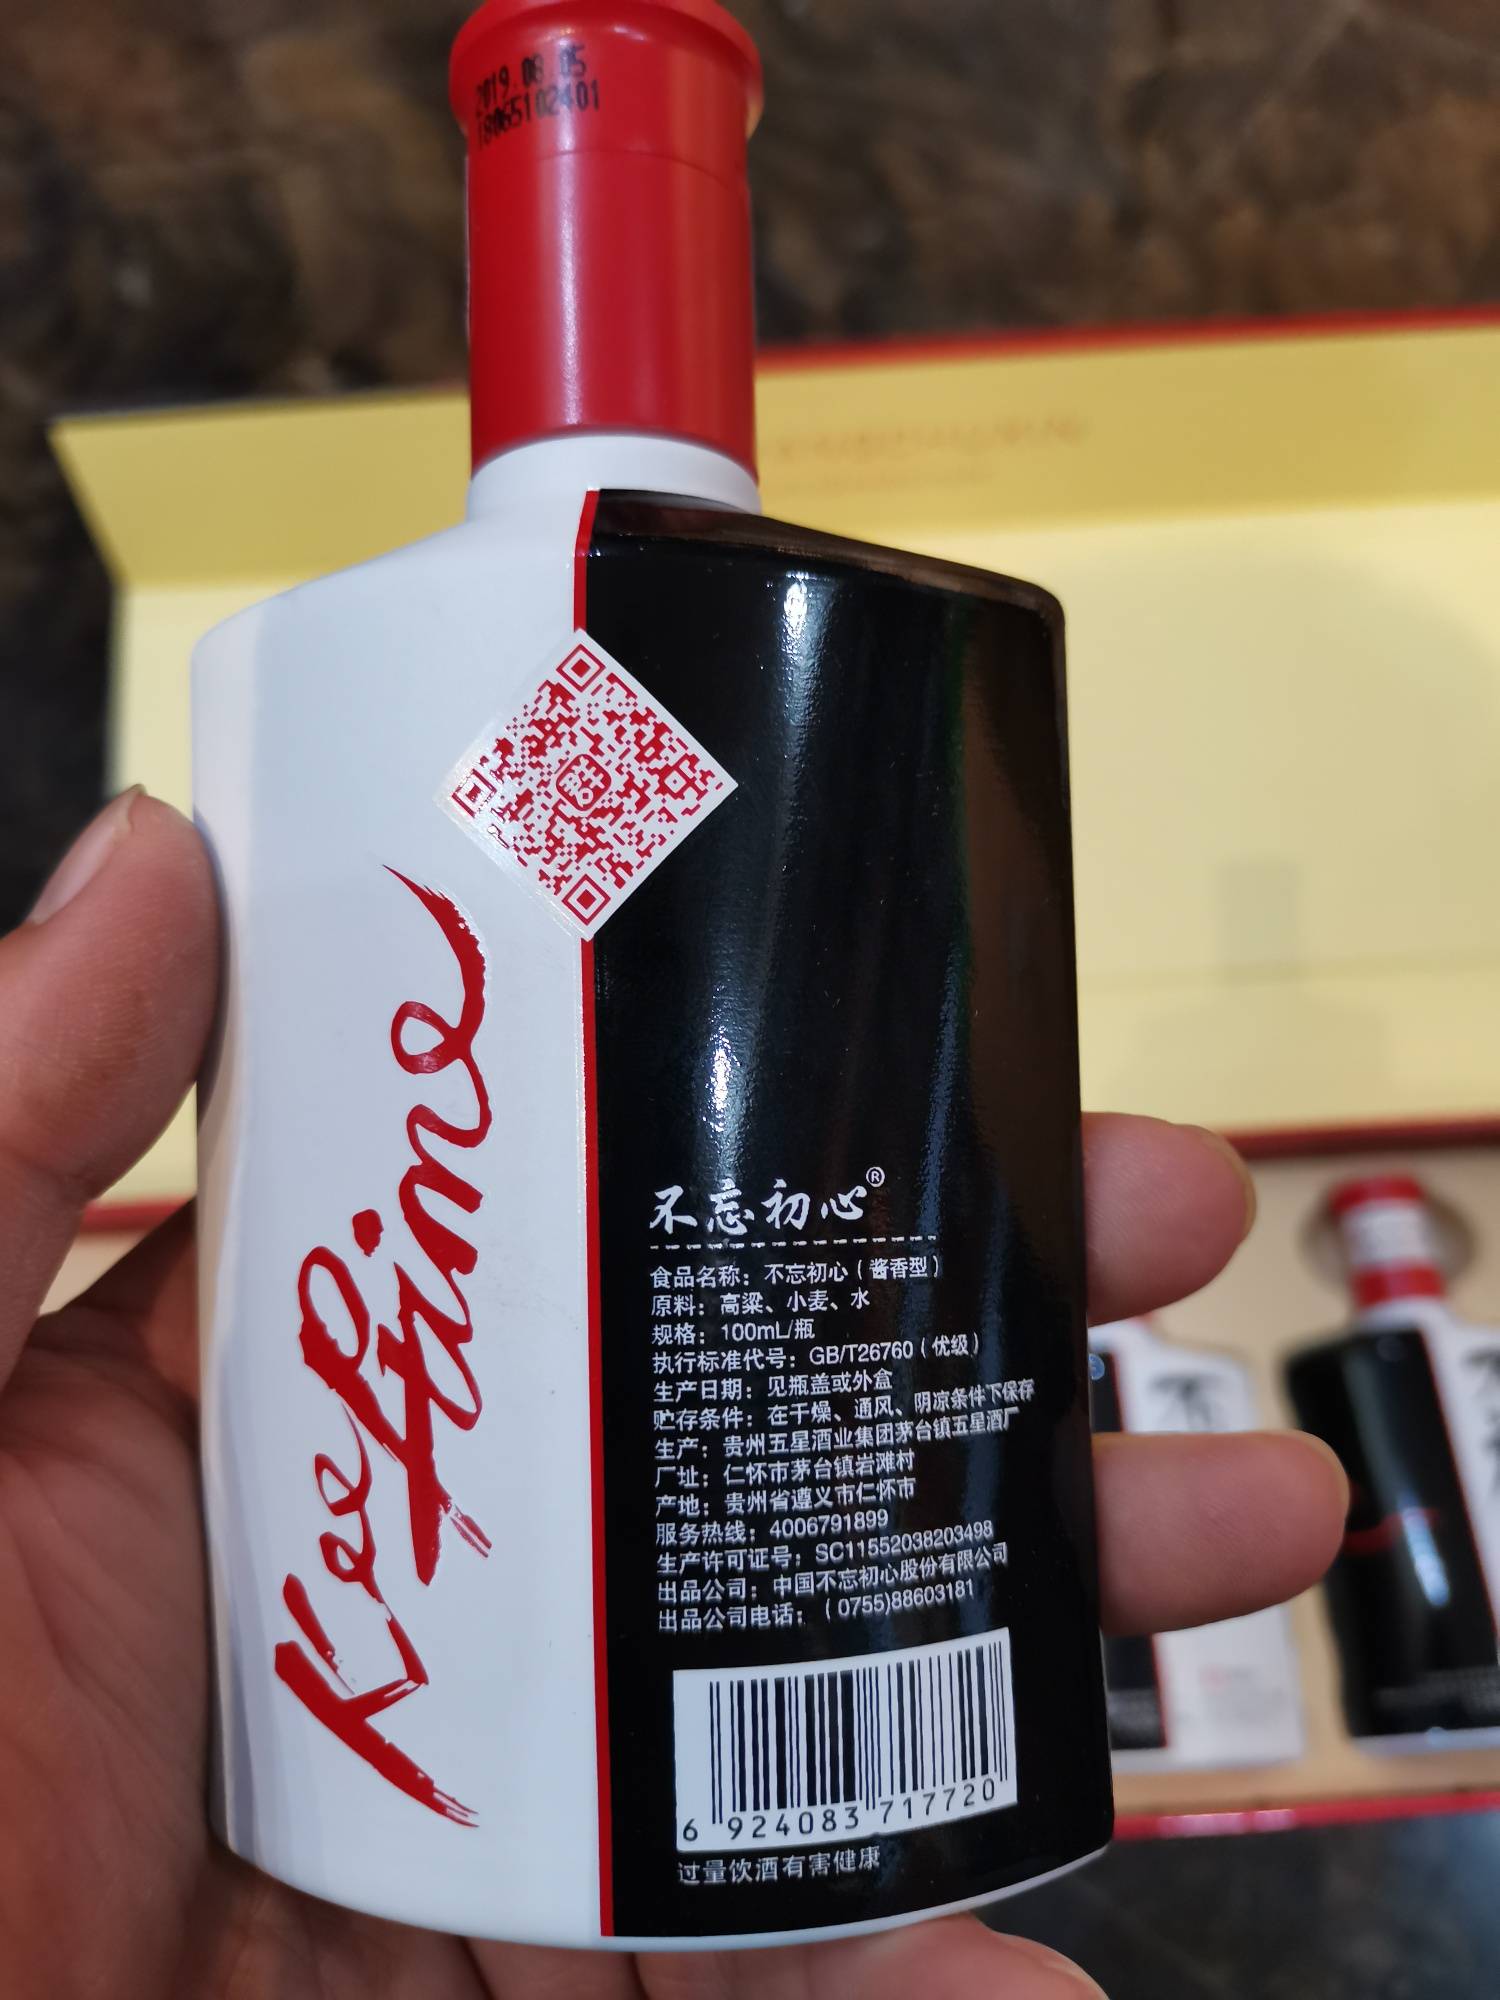 2019.08.05
18065102401
Keepine
不忘初心®
食品名称：不忘初心（酱香型）
原料：高粱、小麦、水
规格：100mL/瓶
执行标准代号：GB/T26760（优级）
生产日期：见瓶盖或外盒
贮存条件：在干燥、通风、阴凉条件下保存
生产：贵州五星酒业集团茅台镇五星酒厂
厂址：仁怀市茅台镇岩滩村
产地：贵州省遵义市仁怀市
服务热线：4006791899
生产许可证号：SC11552038203498
出品公司：中国不忘初心股份有限公司
出品公司电话：（0755)88603181
6 924083 717720
过量饮酒有害健康